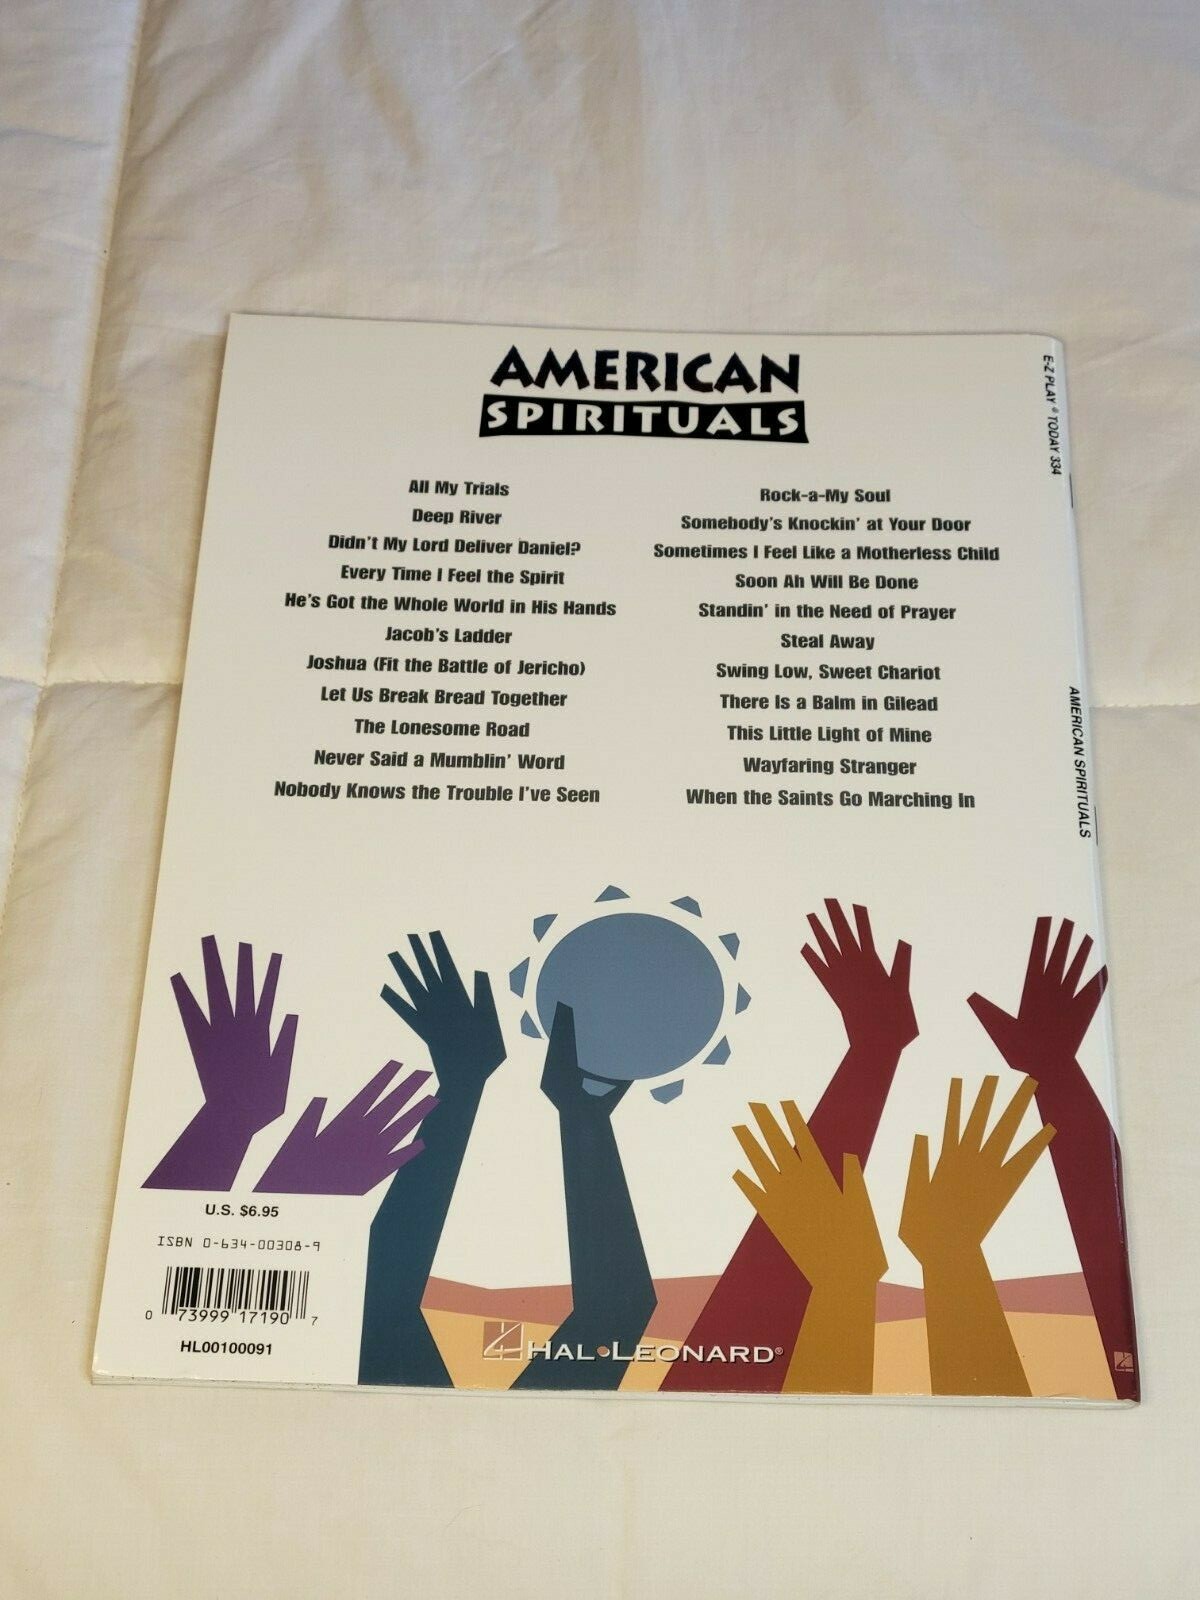 AMERICAN
SPIRITUALS
All My Trials
Deep River
Didn't My Lord Deliver Daniel?
Every Time I Feel the Spirit
He's Got the Whole World in His Hands
Jacob's Ladder
Joshua (Fit the Battle of Jericho)
Let Us Break Bread Together
The Lonesome Road
Never Said a Mumblin' Word
Nobody Knows the Trouble I've Seen
Rock-a-My Soul
Somebody's Knockin' at Your Door
Sometimes I Feel Like a Motherless Child
Soon Ah Will Be Done
Standin' in the Need of Prayer
Steal Away
Swing Low, Sweet Chariot
There Is a Balm in Gilead
This Little Light of Mine
Wayfaring Stranger
When the Saints Go Marching In
E-Z PLAY ® TODAY 334
AMERICAN SPIRITUALS
U.S. $6.95
ISBN 0-634-00308-9
0 73999 17190 7
HL00100091
HAL•LEONARD®